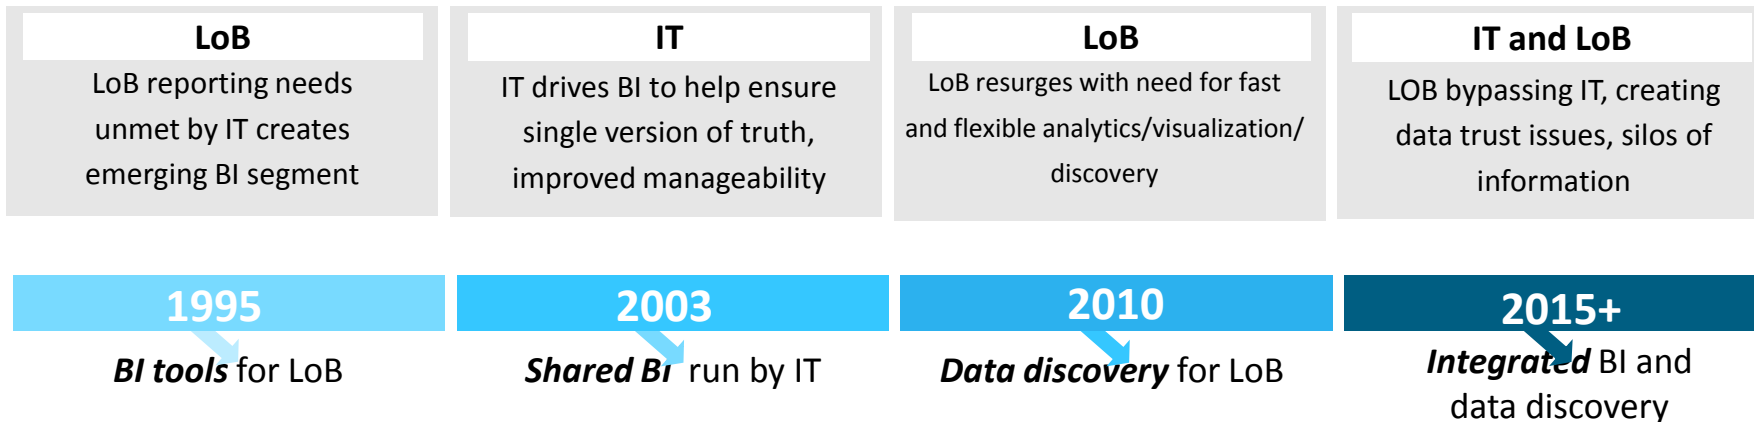 LoB
LoB reporting needs
unmet by IT creates
emerging BI segment
IT
IT drives BI to help ensure
single version of truth,
improved manageability
LoB
LoB resurges with need for fast
and flexible analytics/visualization/
discovery
IT and LoB
LOB bypassing IT, creating
data trust issues, silos of
information
1995
BI tools for LoB
2003
Shared BI run by IT
2010
Data discovery for LoB
2015+
Integrated BI and
data discovery